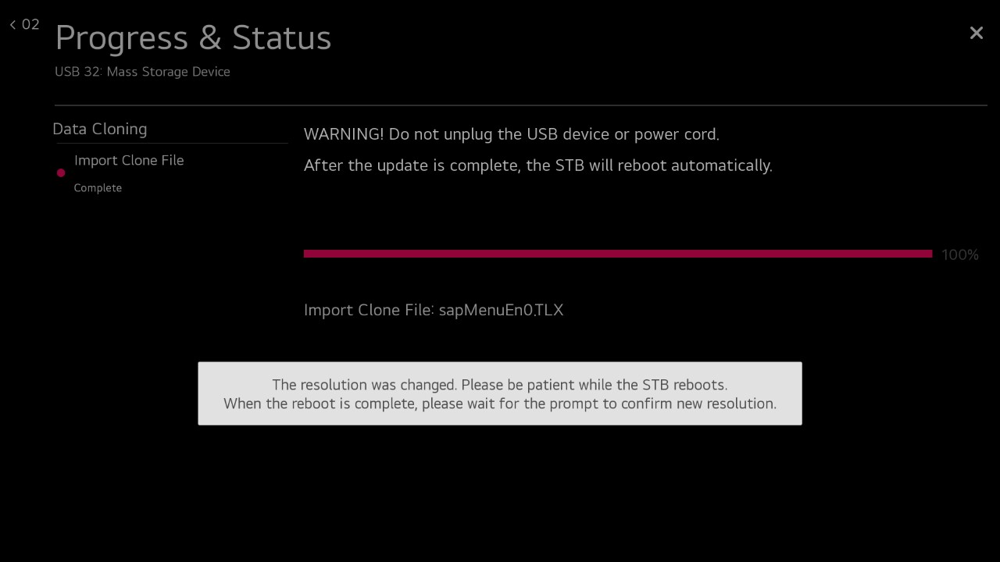 < 02
Progress & Status
USB 32: Mass Storage Device
Data Cloning
Import Clone File
Complete
WARNING! Do not unplug the USB device or power cord.
After the update is complete, the STB will reboot automatically.
100%
Import Clone File: sapMenuEn0.TLX
The resolution was changed. Please be patient while the STB reboots.
When the reboot is complete, please wait for the prompt to confirm new resolution.